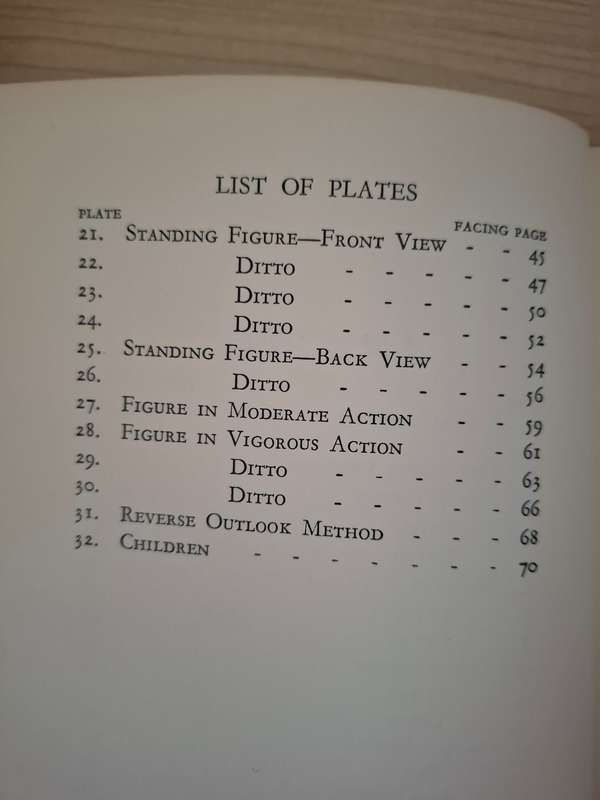 LIST OF PLATES
PLATE FACING PAGE
21. STANDING FIGURE—FRONT VIEW - - 45
22. DITTO - - - - - 47
23. DITTO - - - - - 50
24. DITTO - - - - - 52
25. STANDING FIGURE—BACK VIEW - - 54
26. DITTO - - - - - 56
27. FIGURE IN MODERATE ACTION - - 59
28. FIGURE IN VIGOROUS ACTION - - 61
29. DITTO - - - - - 63
30. DITTO - - - - - 66
31. REVERSE OUTLOOK METHOD - - - 68
32. CHILDREN - - - - - - - 70